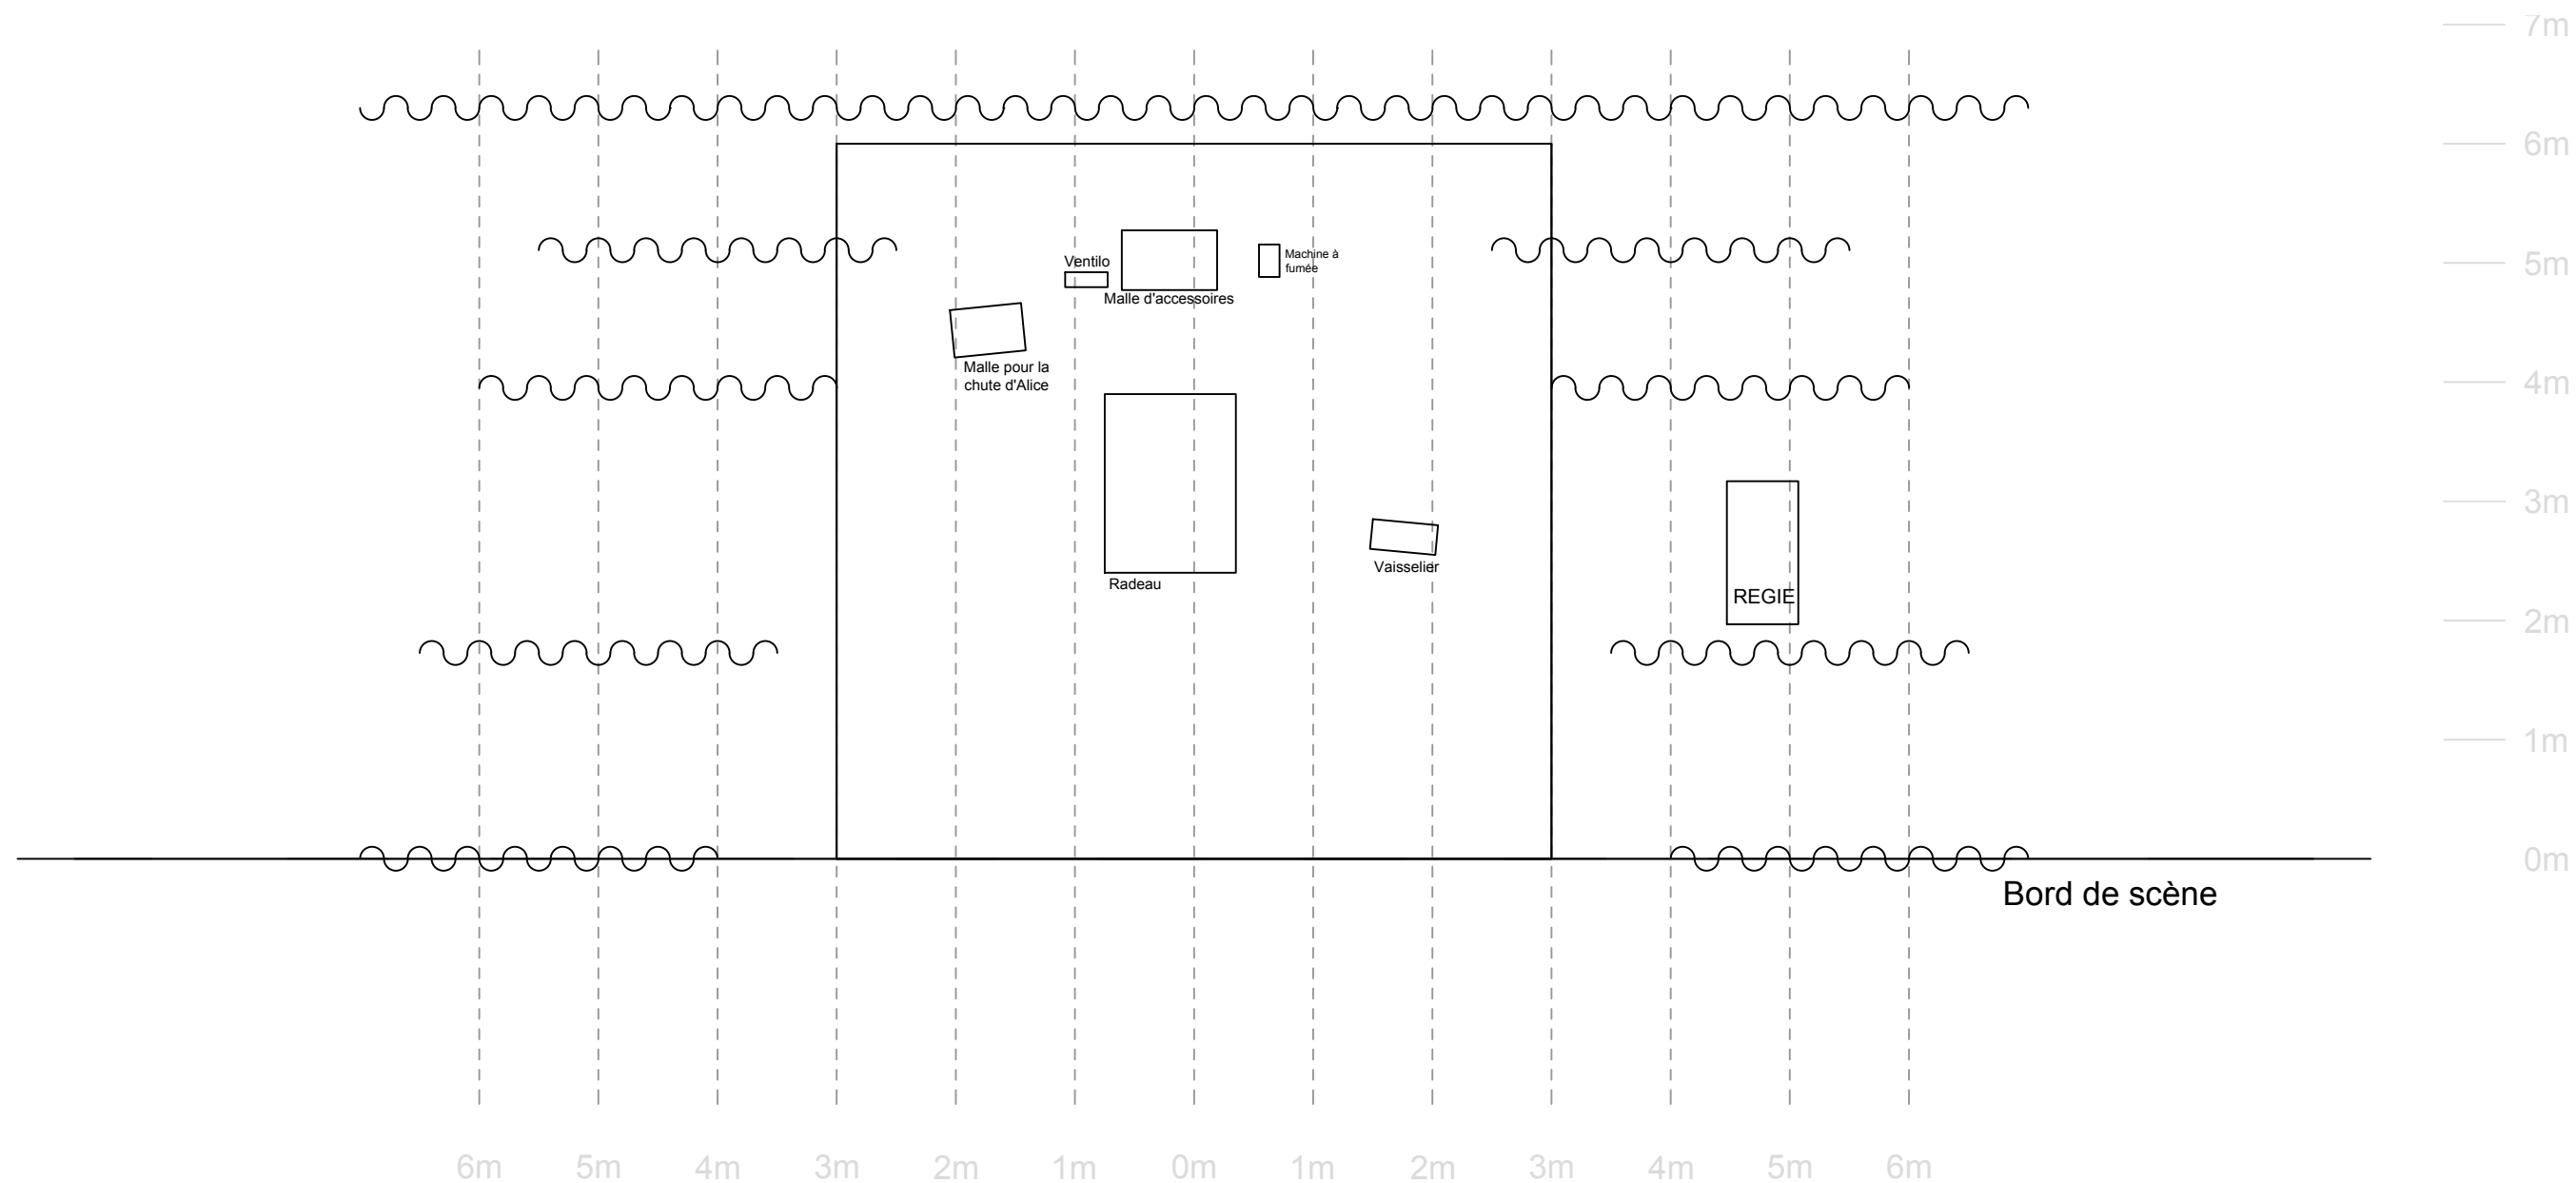 7m
6m
Ventilo
Machine à
fumée
5m
Malle d'accessoires
Malle pour la
chute d'Alice
4m
3m
Vaisselier
Radeau
REGIE
2m
1m
0m
Bord de scène
6m 5m 4m 3m 2m 1m 0m 1m 2m 3m 4m 5m 6m